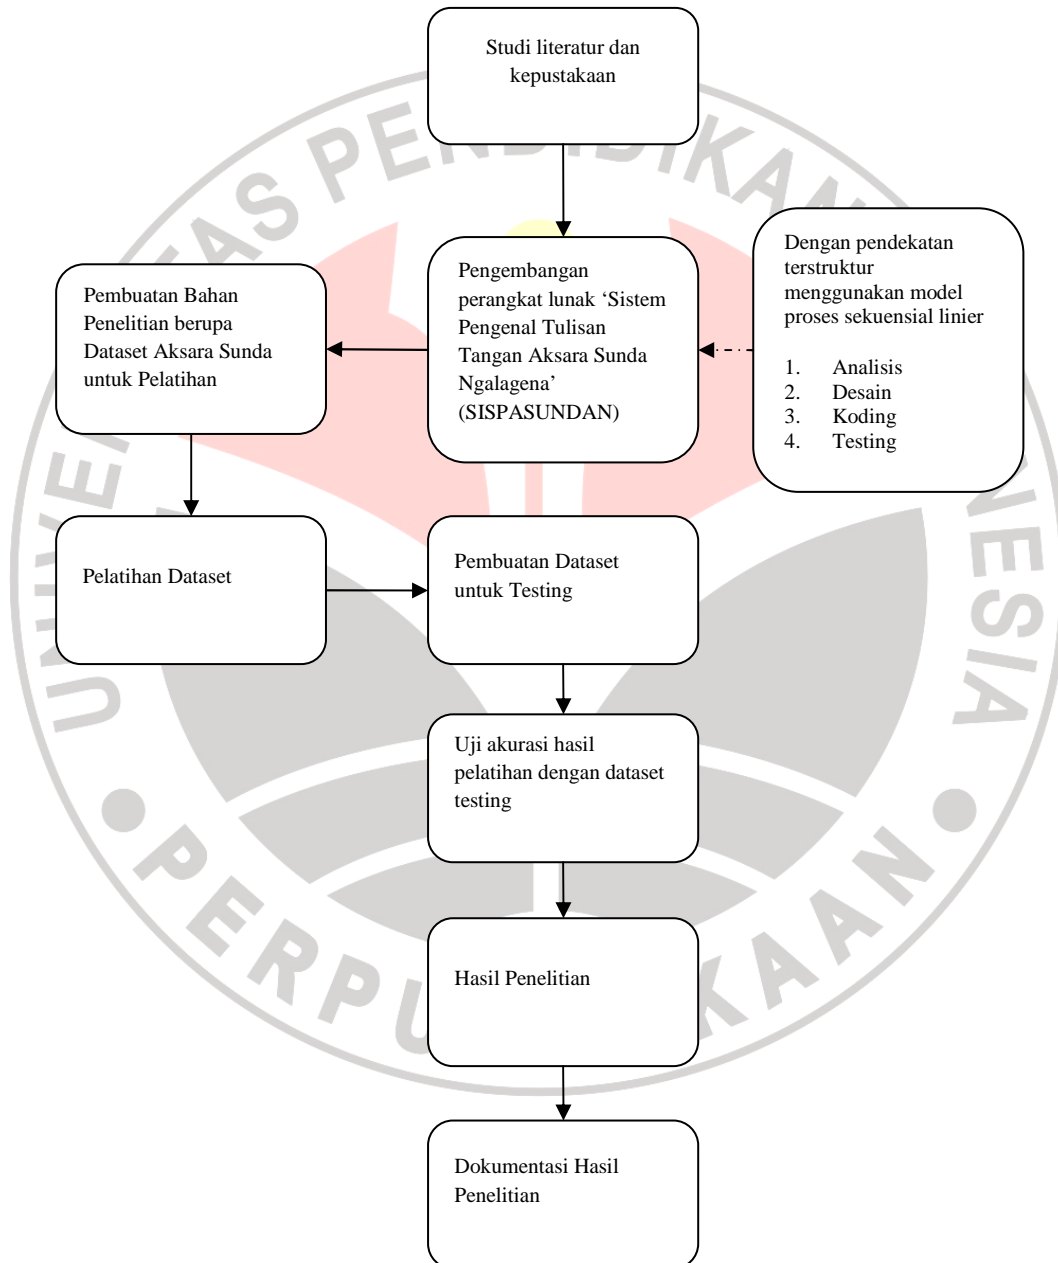 Studi literatur dan
kepustakaan
Pengembangan
perangkat lunak ‘Sistem
Pengenal Tulisan
Tangan Aksara Sunda
Ngalagena’
(SISPASUNDAN)
Dengan pendekatan
terstruktur
menggunakan model
proses sekuensial linier
1. Analisis
2. Desain
3. Koding
4. Testing
Pembuatan Bahan
Penelitian berupa
Dataset Aksara Sunda
untuk Pelatihan
Pelatihan Dataset
Pembuatan Dataset
untuk Testing
Uji akurasi hasil
pelatihan dengan dataset
testing
Hasil Penelitian
Dokumentasi Hasil
Penelitian